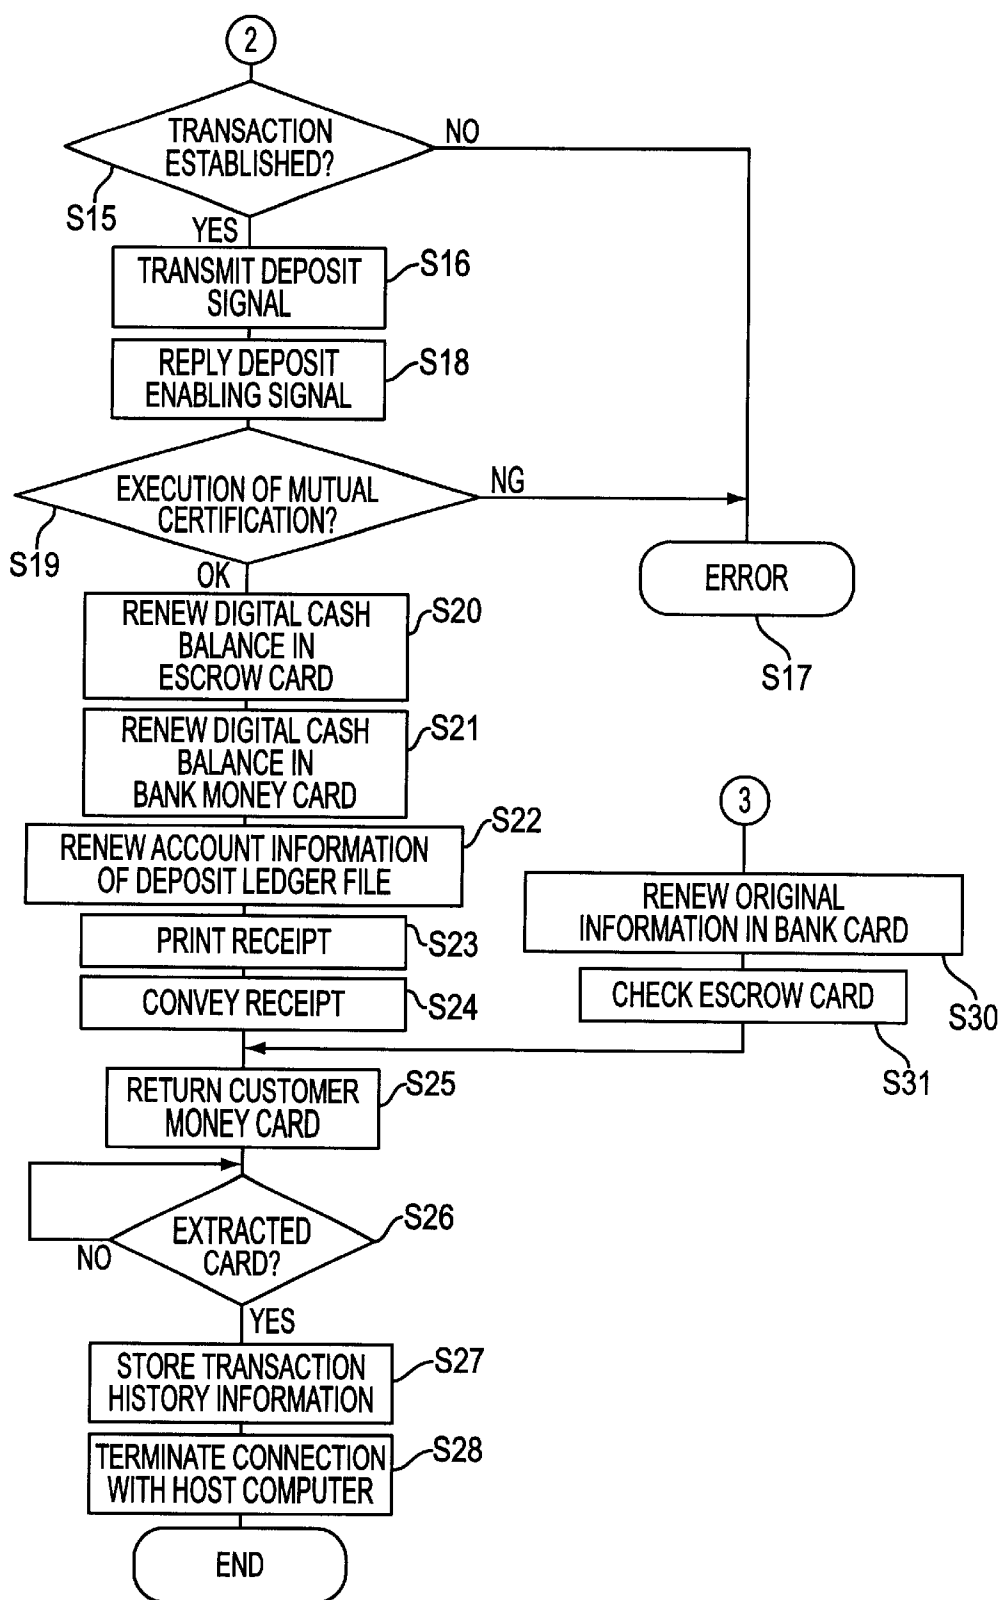 2
TRANSACTION
ESTABLISHED?
NO
S15
YES
TRANSMIT DEPOSIT
SIGNAL
S16
REPLY DEPOSIT
ENABLING SIGNAL
S18
EXECUTION OF MUTUAL
CERTIFICATION?
NG
S19
OK
ERROR
S17
RENEW DIGITAL CASH
BALANCE IN
ESCROW CARD
S20
RENEW DIGITAL CASH
BALANCE IN
BANK MONEY CARD
S21
RENEW ACCOUNT INFORMATION
OF DEPOSIT LEDGER FILE
S22
PRINT RECEIPT
S23
CONVEY RECEIPT
S24
3
RENEW ORIGINAL
INFORMATION IN BANK CARD
S30
CHECK ESCROW CARD
S31
RETURN CUSTOMER
MONEY CARD
S25
EXTRACTED
CARD?
S26
NO
YES
STORE TRANSACTION
HISTORY INFORMATION
S27
TERMINATE CONNECTION
WITH HOST COMPUTER
S28
END